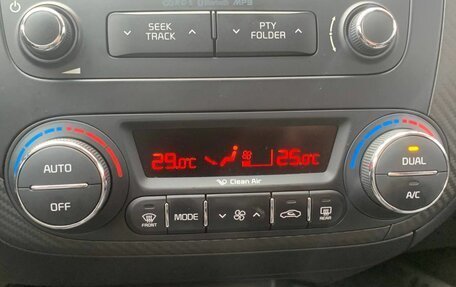 SEEK PTY
TRACK FOLDER
AUTO
OFF
29.0°C 25.0°C
Clean Air
DUAL
A/C
FRONT MODE REAR